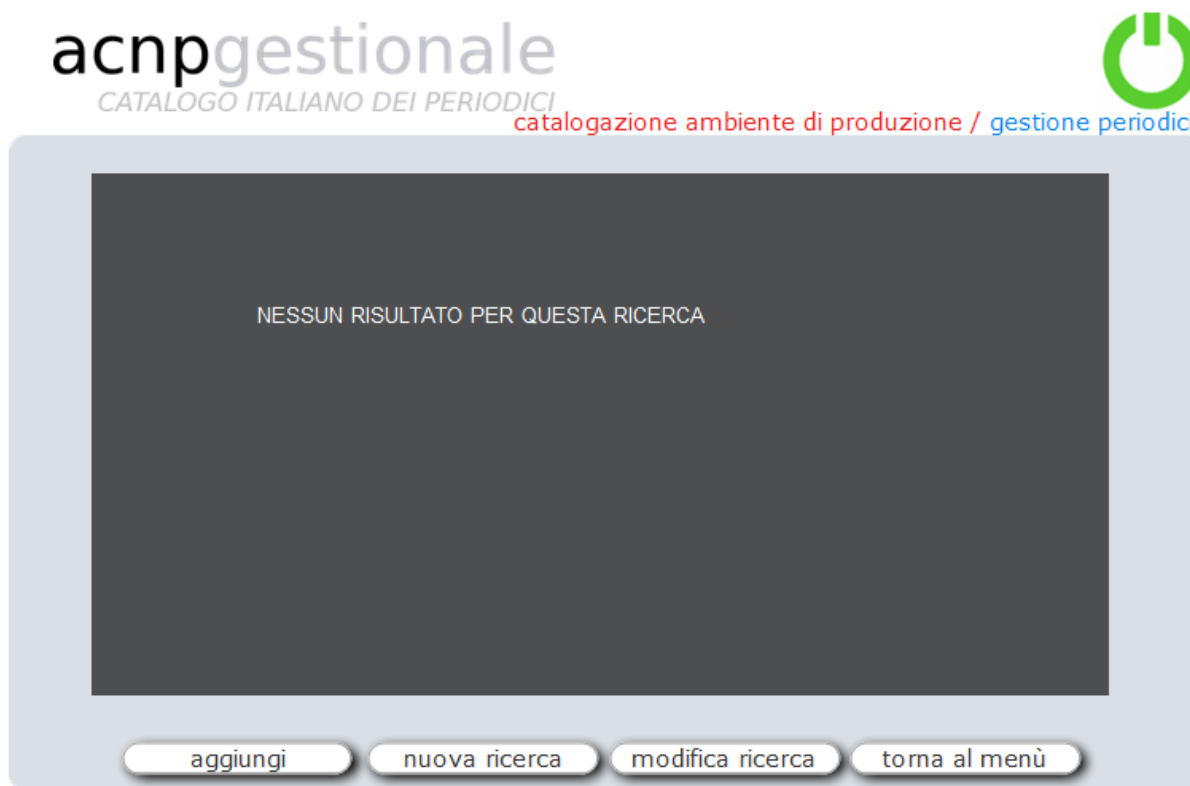 acnpgestionale
CATALOGO ITALIANO DEI PERIODICI
catalogazione ambiente di produzione / gestione periodic
NESSUN RISULTATO PER QUESTA RICERCA
aggiungi nuova ricerca modifica ricerca torna al menù